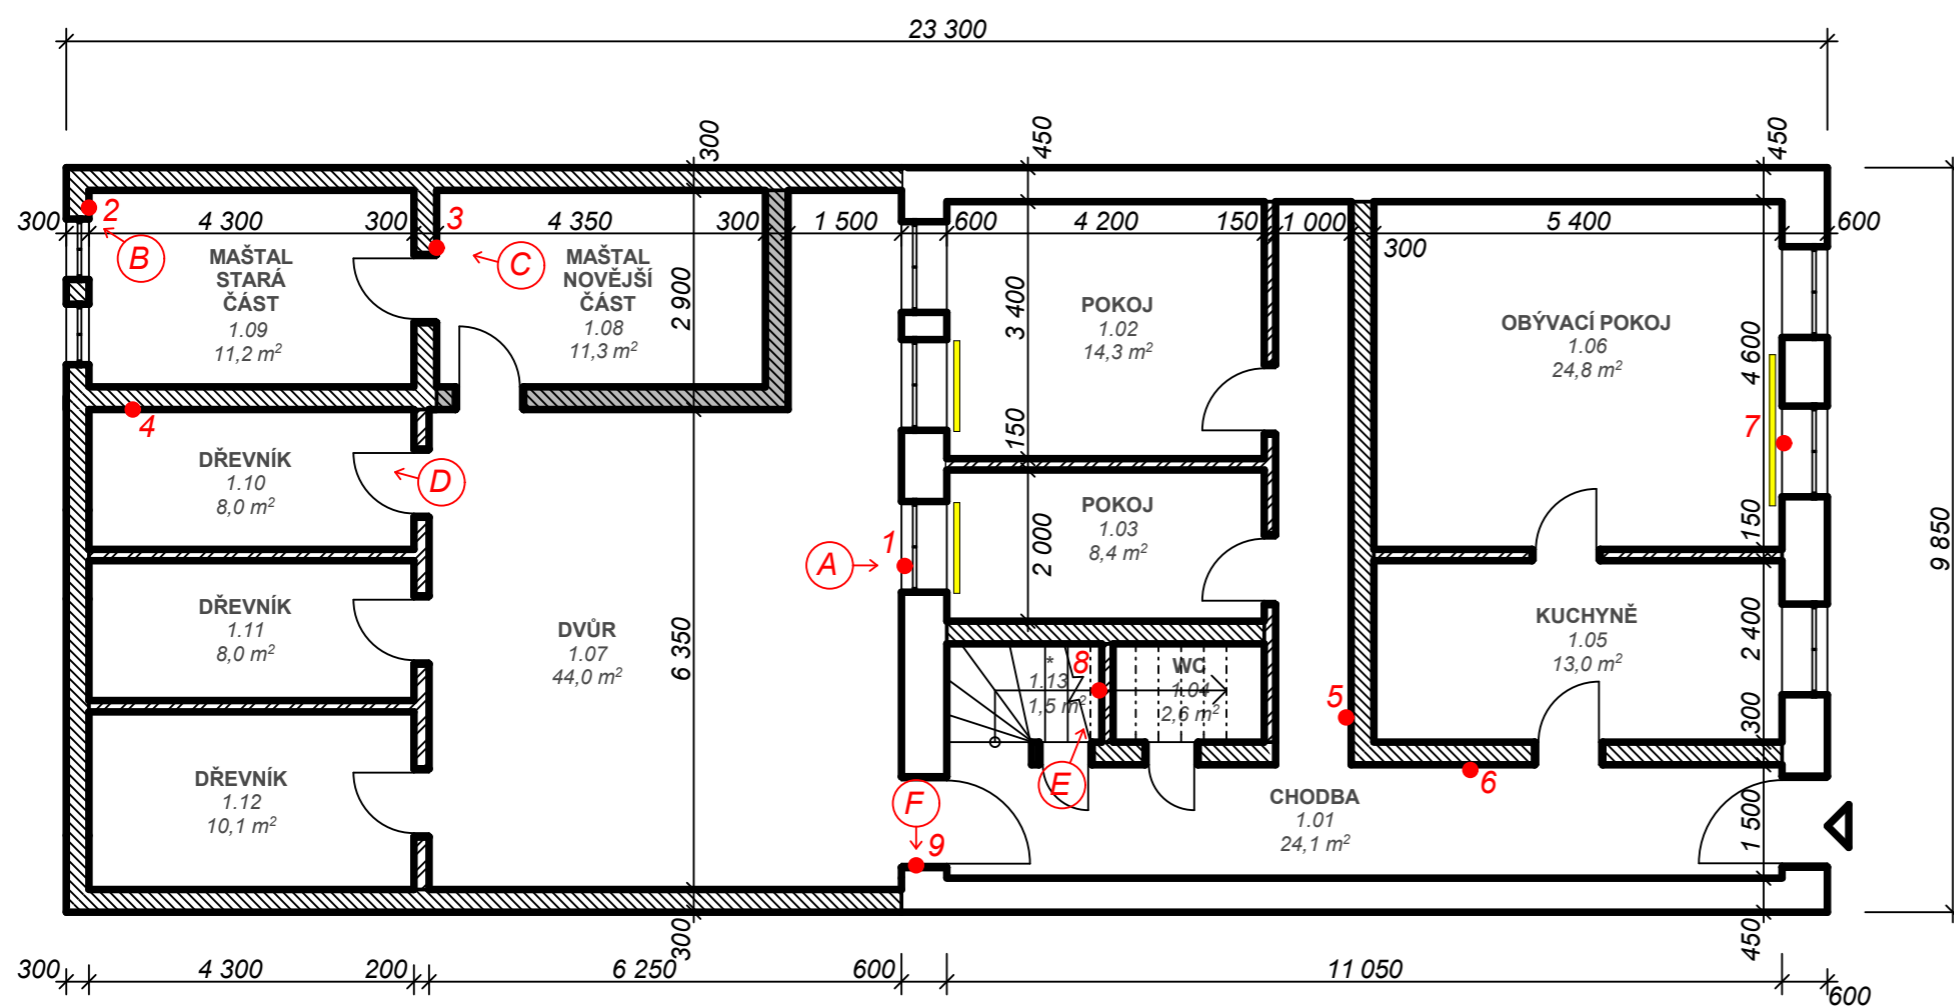 23 300
300
450
450
300
4 300
300
4 350
300
1 500
600
4 200
150
1 000
300
5 400
600
2
3
B
C
MAŠTAL
STARÁ
ČÁST
1.09
11,2 m²
MAŠTAL
NOVĚJŠÍ
ČÁST
1.08
11,3 m²
2 900
3 400
POKOJ
1.02
14,3 m²
OBÝVACÍ POKOJ
1.06
24,8 m²
4 600
4
7
150
DŘEVNÍK
1.10
8,0 m²
D
A
1
POKOJ
1.03
8,4 m²
2 000
150
9 850
DŘEVNÍK
1.11
8,0 m²
DVŮR
1.07
44,0 m²
6 350
KUCHYNĚ
1.05
13,0 m²
2 400
*
1.13
1,5 m²
8
WC
1.04
2,6 m²
5
300
DŘEVNÍK
1.12
10,1 m²
E
F
9
6
CHODBA
1.01
24,1 m²
1 500
300
450
300
4 300
200
6 250
600
11 050
600